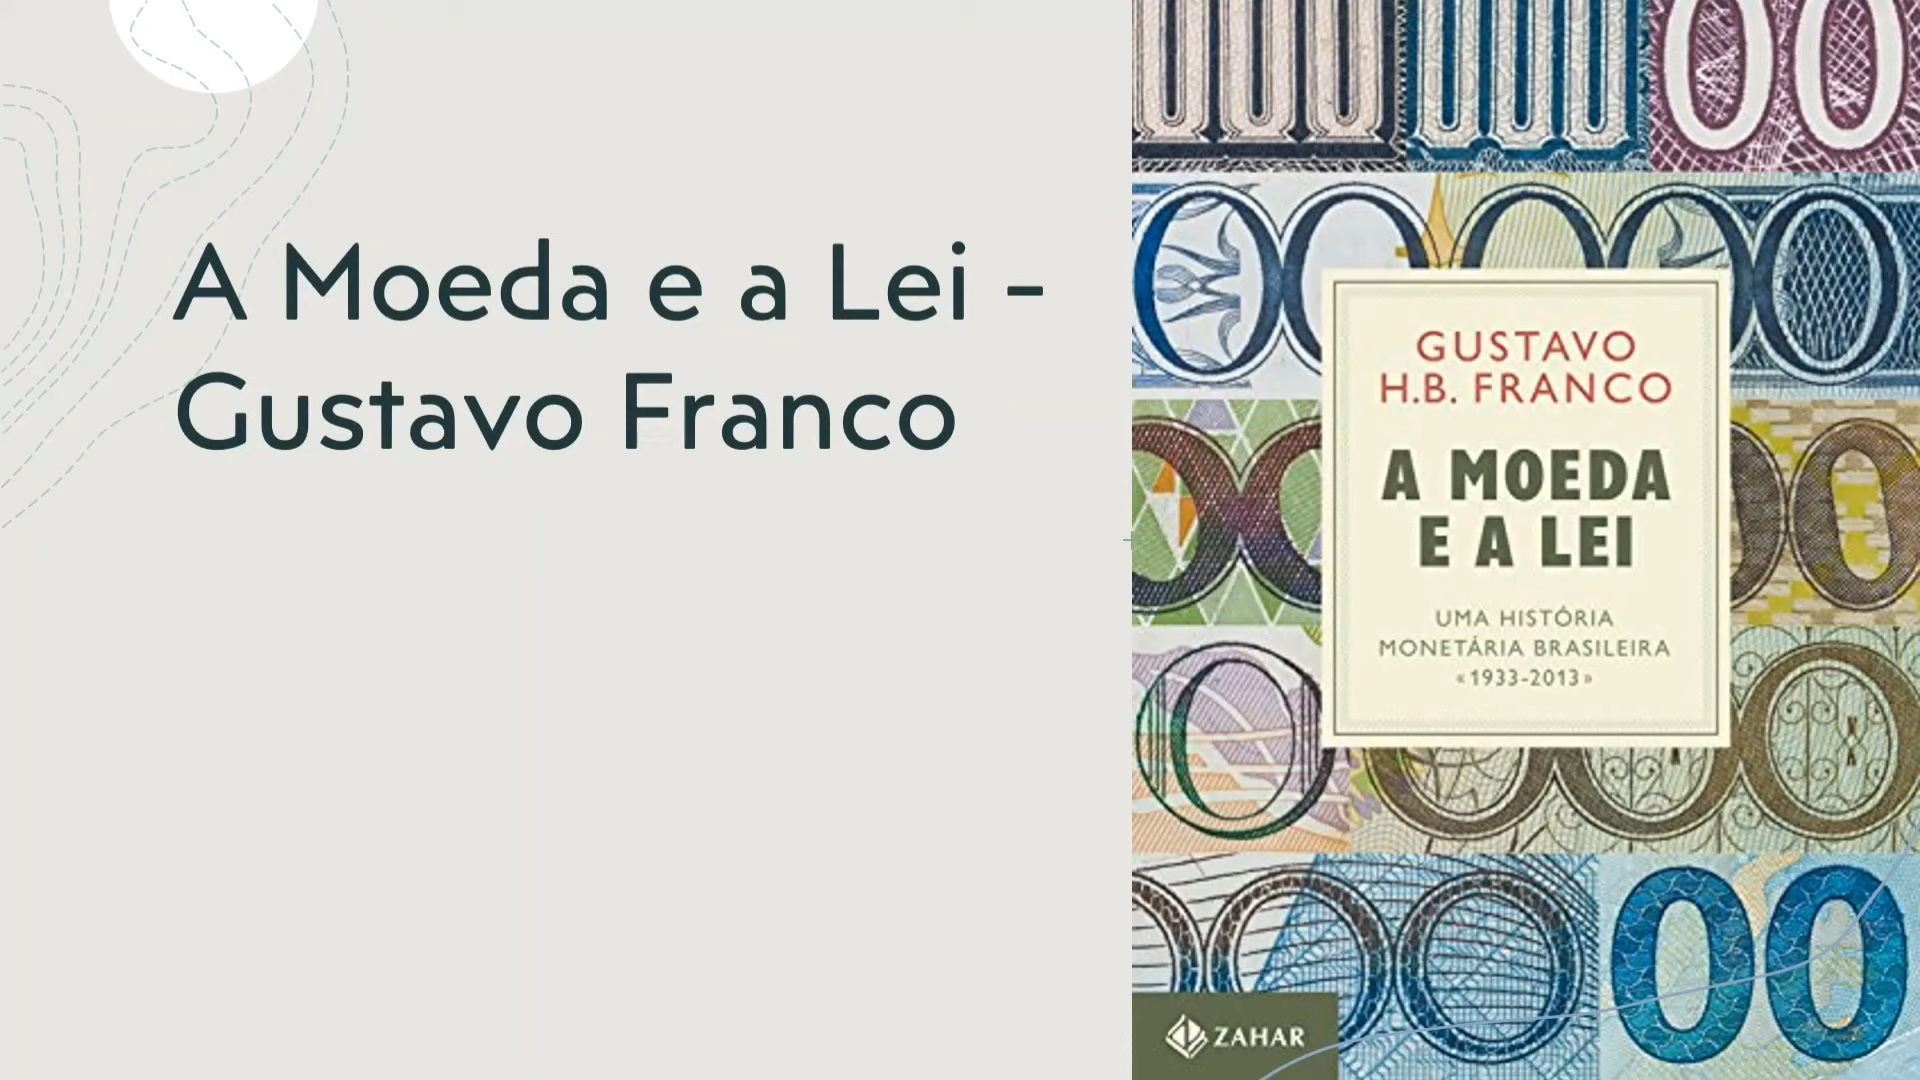 A Moeda e a Lei -
Gustavo Franco
GUSTAVO
H.B. FRANCO
A MOEDA
E A LEI
UMA HISTÓRIA
MONETÁRIA BRASILEIRA
«1933-2013»
ZAHAR